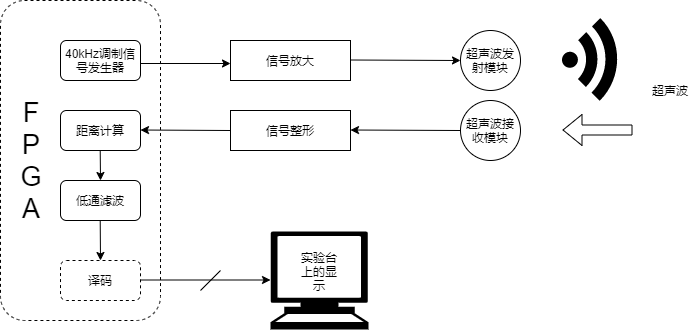 40kHz调制信
号发生器
信号放大
超声波发
射模块
超声波
FPGA
距离计算
信号整形
超声波接
收模块
低通滤波
译码
实验台
上的显
示